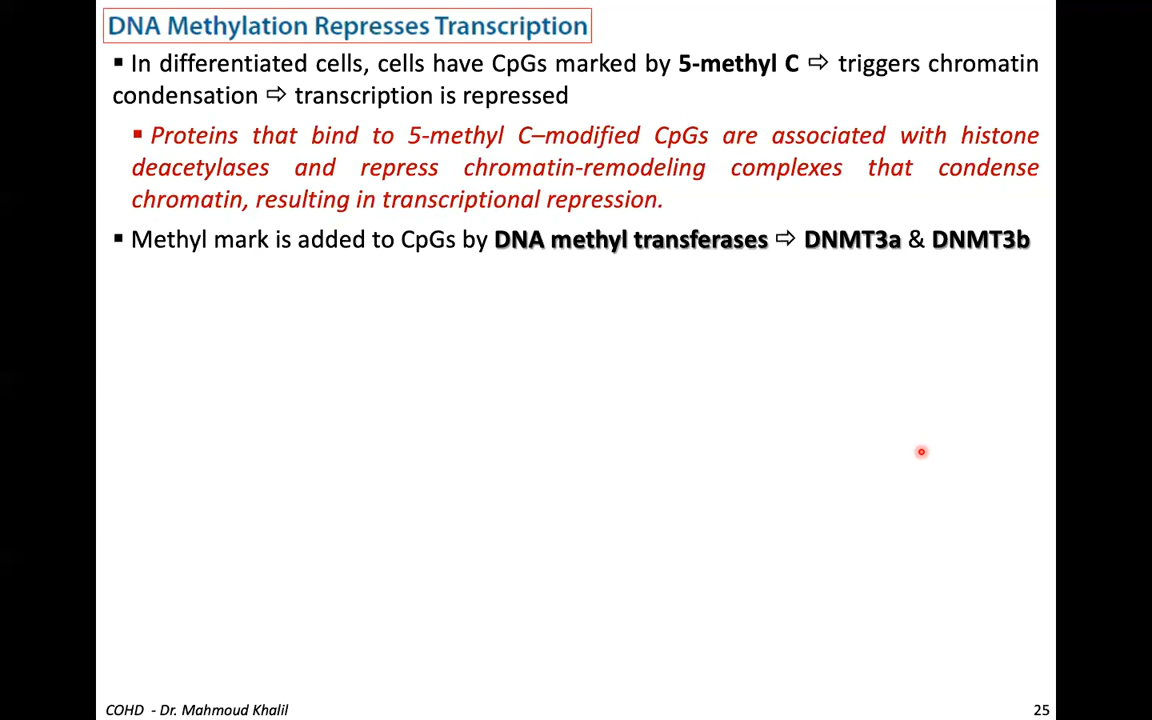 DNA Methylation Represses Transcription
▪ In differentiated cells, cells have CpGs marked by 5-methyl C ⇨ triggers chromatin
condensation ⇨ transcription is repressed
▪ Proteins that bind to 5-methyl C–modified CpGs are associated with histone
deacetylases and repress chromatin-remodeling complexes that condense
chromatin, resulting in transcriptional repression.
▪ Methyl mark is added to CpGs by DNA methyl transferases ⇨ DNMT3a & DNMT3b
COHD - Dr. Mahmoud Khalil 25